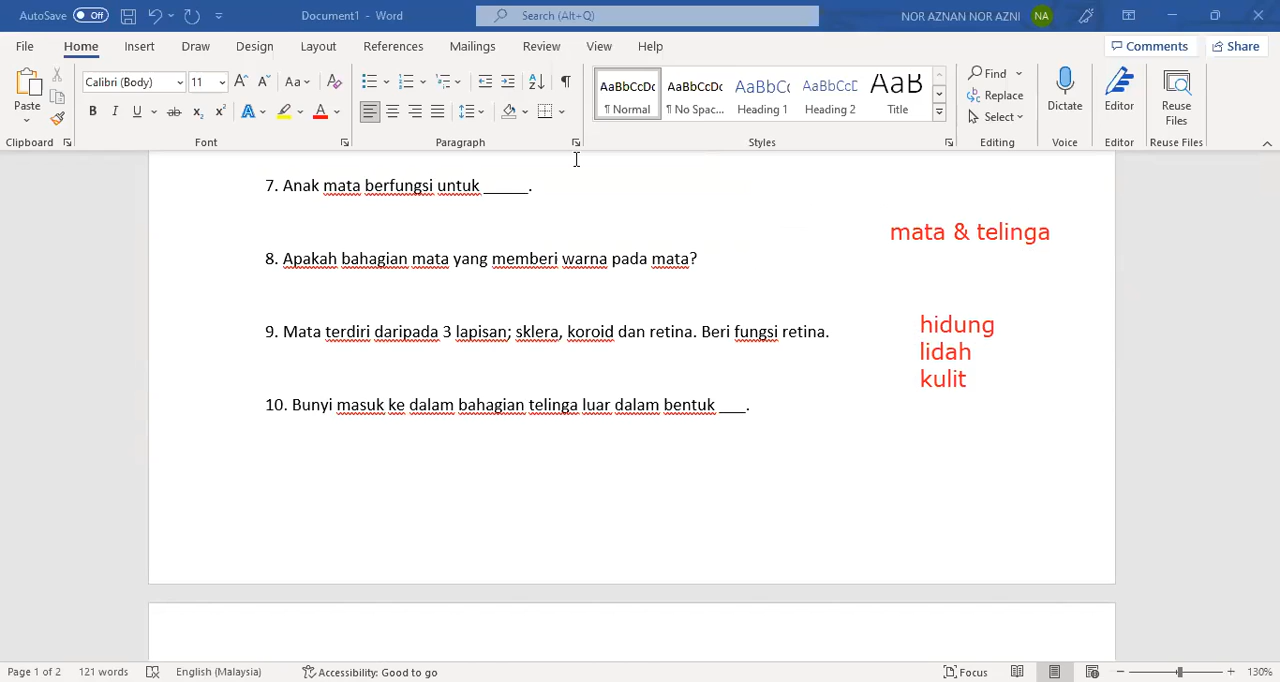 AutoSave Off Document1 - Word Search (Alt+Q) NOR AZNAN NOR AZNI NA
File Home Insert Draw Design Layout References Mailings Review View Help Comments Share
Paste Calibri (Body) 11 A A Aa A
B I U ab x₂ x² A A
AaBbCcDc AaBbCcDc AaBbCc AaBbCcD AaB
¶ Normal ¶ No Spac... Heading 1 Heading 2 Title
Find
Replace
Select
Dictate Editor Reuse Files
Clipboard Font Paragraph Styles Editing Voice Editor Reuse Files
7. Anak mata berfungsi untuk _____.
mata & telinga
8. Apakah bahagian mata yang memberi warna pada mata?
9. Mata terdiri daripada 3 lapisan; sklera, koroid dan retina. Beri fungsi retina.
hidung
lidah
kulit
10. Bunyi masuk ke dalam bahagian telinga luar dalam bentuk ___.
Page 1 of 2 121 words English (Malaysia) Accessibility: Good to go Focus 130%